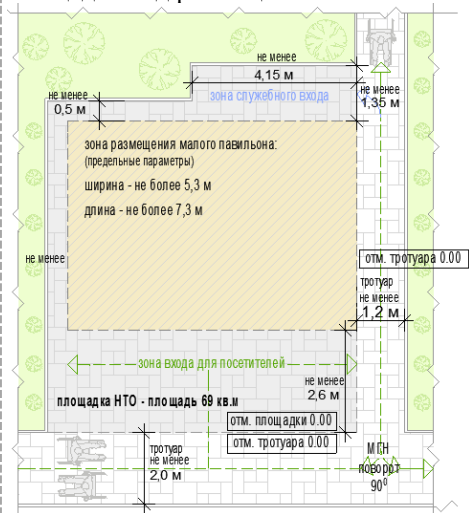 не менее
4,15 м
зона служебного входа
не менее
1,35 м
не менее
0,5 м
зона размещения малого павильона:
(предельные параметры)
ширина - не более 5,3 м
длина - не более 7,3 м
не менее
отм. тротуара 0.00
тротуар
не менее
1,2 м
зона входа для посетителей
не менее
2,6 м
площадка НТО - площадь 69 кв.м
отм. площадки 0.00
отм. тротуара 0.00
тротуар
не менее
2,0 м
МГН
поворот
90⁰